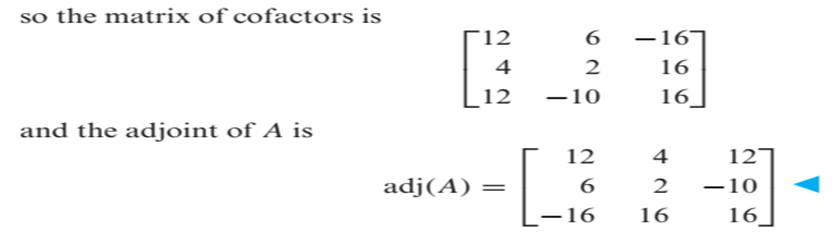 so the matrix of cofactors is
12 6 −16
4 2 16
12 −10 16
and the adjoint of A is
12 4 12
adj(A) = 6 2 −10
−16 16 16